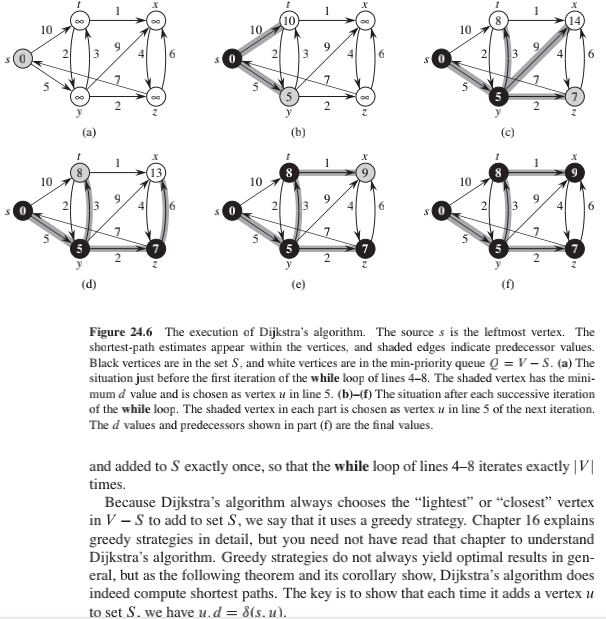 t 1 x
10 ∞ ∞
s 0 2 3 9 4 6
5 7
∞ 2 ∞
y z
(a)
t 1 x
10 10 ∞
s 0 2 3 9 4 6
5 7
5 2 ∞
y z
(b)
t 1 x
10 8 14
s 0 2 3 9 4 6
5 7
5 2 7
y z
(c)
t 1 x
10 8 13
s 0 2 3 9 4 6
5 7
5 2 7
y z
(d)
t 1 x
10 8 9
s 0 2 3 9 4 6
5 7
5 2 7
y z
(e)
t 1 x
10 8 9
s 0 2 3 9 4 6
5 7
5 2 7
y z
(f)
Figure 24.6 The execution of Dijkstra's algorithm. The source s is the leftmost vertex. The
shortest-path estimates appear within the vertices, and shaded edges indicate predecessor values.
Black vertices are in the set S, and white vertices are in the min-priority queue Q = V − S. (a) The
situation just before the first iteration of the while loop of lines 4–8. The shaded vertex has the mini-
mum d value and is chosen as vertex u in line 5. (b)–(f) The situation after each successive iteration
of the while loop. The shaded vertex in each part is chosen as vertex u in line 5 of the next iteration.
The d values and predecessors shown in part (f) are the final values.
and added to S exactly once, so that the while loop of lines 4–8 iterates exactly |V|
times.
Because Dijkstra's algorithm always chooses the “lightest” or “closest” vertex
in V − S to add to set S, we say that it uses a greedy strategy. Chapter 16 explains
greedy strategies in detail, but you need not have read that chapter to understand
Dijkstra's algorithm. Greedy strategies do not always yield optimal results in gen-
eral, but as the following theorem and its corollary show, Dijkstra's algorithm does
indeed compute shortest paths. The key is to show that each time it adds a vertex u
to set S, we have u.d = δ(s, u).